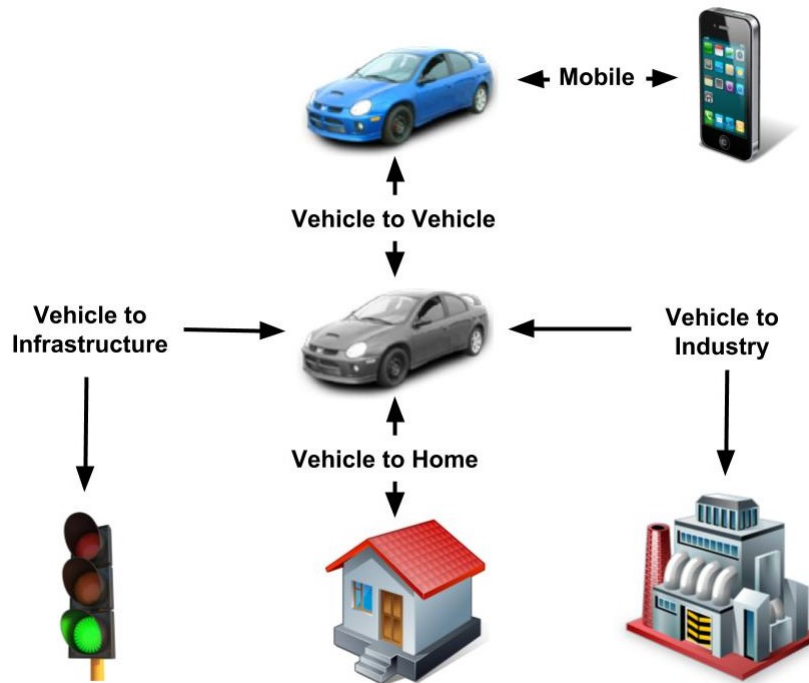 Mobile
Vehicle to Vehicle
Vehicle to
Infrastructure
Vehicle to
Industry
Vehicle to Home